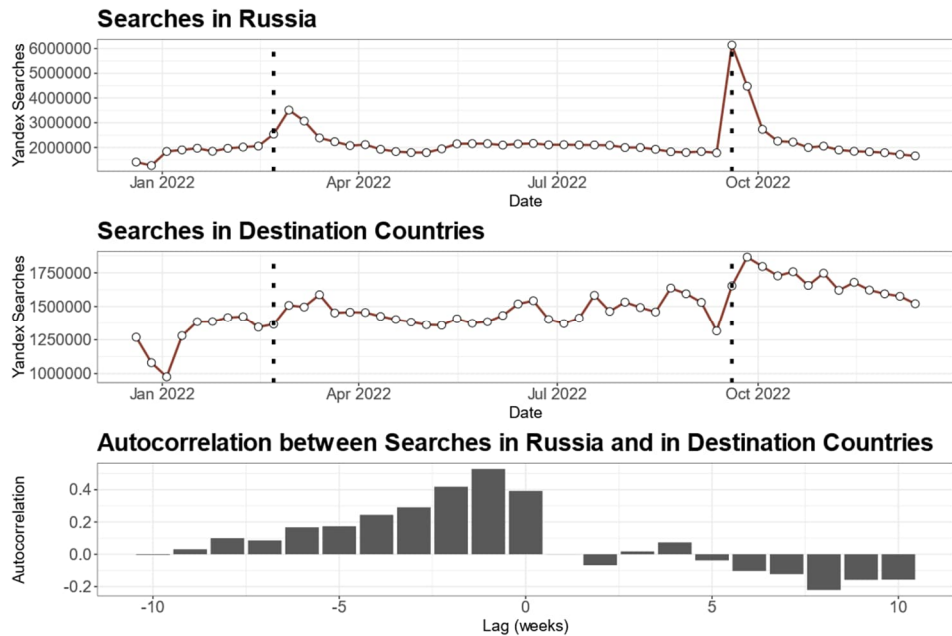 Searches in Russia
Yandex Searches
6000000
5000000
4000000
3000000
2000000
Jan 2022 Apr 2022 Jul 2022 Oct 2022
Date
Searches in Destination Countries
Yandex Searches
1750000
1500000
1250000
1000000
Jan 2022 Apr 2022 Jul 2022 Oct 2022
Date
Autocorrelation between Searches in Russia and in Destination Countries
Autocorrelation
0.4
0.2
0.0
-0.2
-10 -5 0 5 10
Lag (weeks)